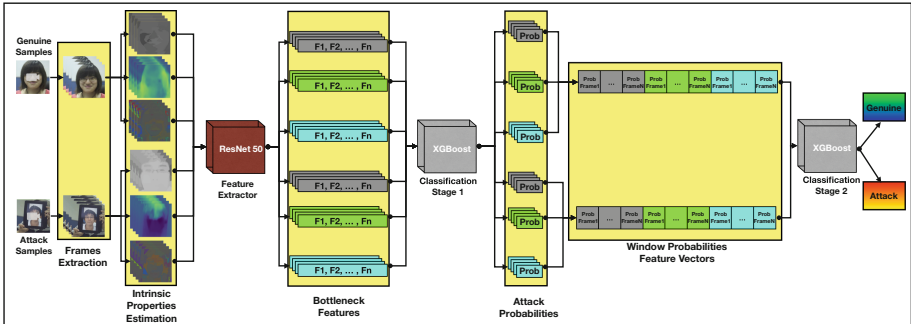 Genuine
Samples
Attack
Samples
Frames
Extraction
Intrinsic
Properties
Estimation
ResNet 50
Feature
Extractor
F1, F2, ... , Fn
F1, F2, ... , Fn
F1, F2, ... , Fn
F1, F2, ... , Fn
F1, F2, ... , Fn
F1, F2, ... , Fn
Bottleneck
Features
XGBoost
Classification
Stage 1
Prob
Prob
Prob
Prob
Prob
Prob
Attack
Probabilities
Prob ... Prob Prob ... Prob Prob ... Prob
Frame1 FrameN Frame1 FrameN Frame1 FrameN
Prob ... Prob Prob ... Prob Prob ... Prob
Frame1 FrameN Frame1 FrameN Frame1 FrameN
Window Probabilities
Feature Vectors
XGBoost
Classification
Stage 2
Genuine
Attack